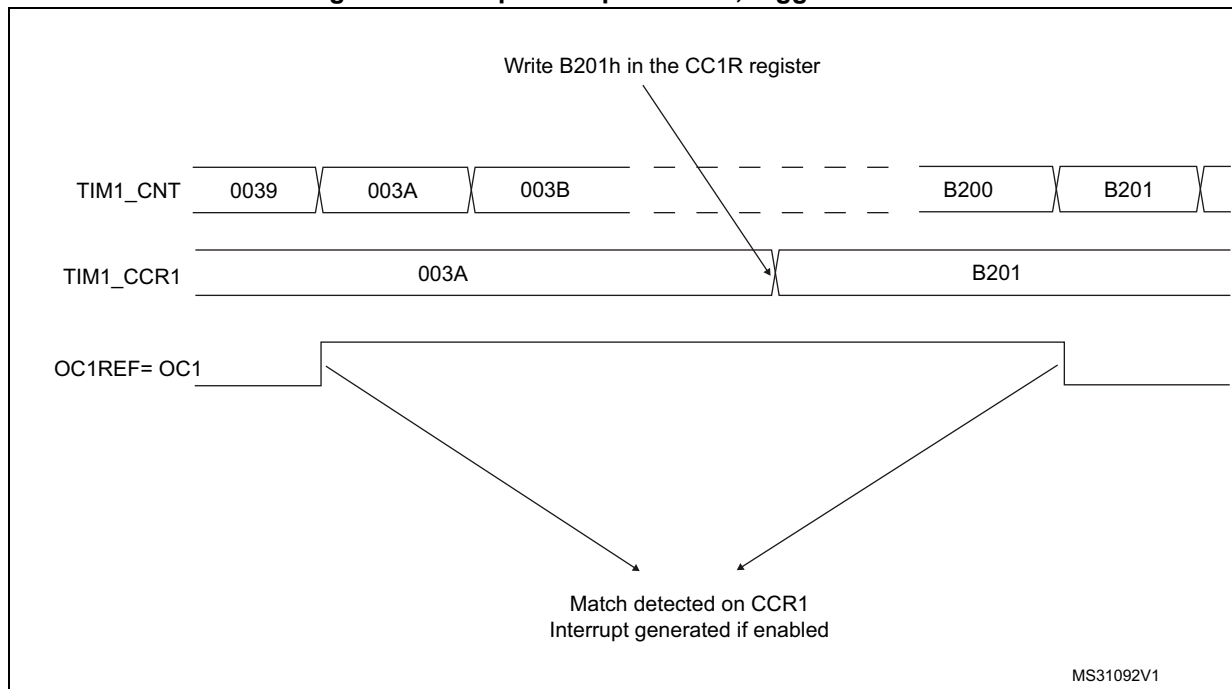 Write B201h in the CC1R register
TIM1_CNT 0039 003A 003B B200 B201
TIM1_CCR1 003A B201
OC1REF= OC1
Match detected on CCR1
Interrupt generated if enabled
MS31092V1